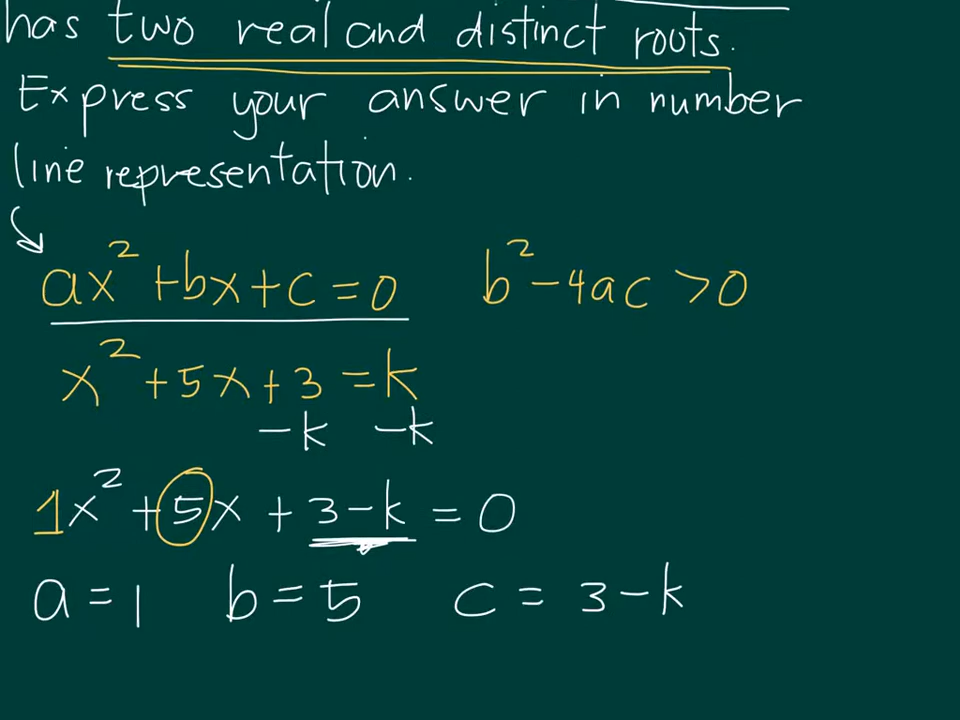 has two real and distinct roots.
Express your answer in number
line representation.
ax² + bx + c = 0 b² - 4ac > 0
x² + 5x + 3 = k
- k - k
1x² + 5x + 3 - k = 0
a = 1 b = 5 c = 3 - k